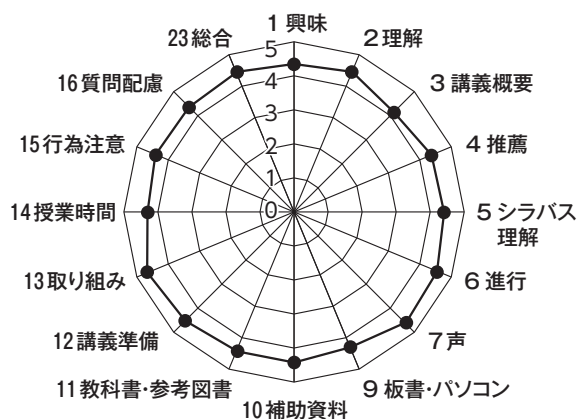 1 興味
2 理解
3 講義概要
4 推薦
5 シラバス
理解
6 進行
7 声
9 板書・パソコン
10 補助資料
11 教科書・参考図書
12 講義準備
13 取り組み
14 授業時間
15 行為注意
16 質問配慮
23 総合
5
4
3
2
1
0